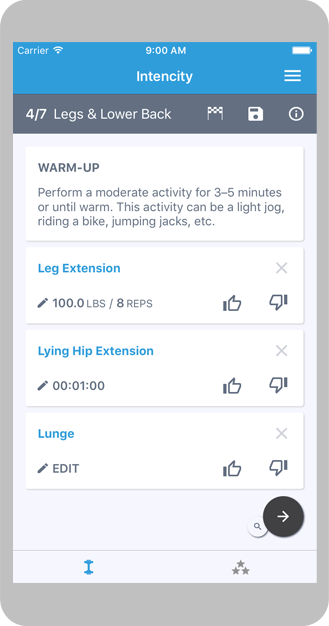 Carrier 9:00 AM
Intencity
4/7 Legs & Lower Back
WARM-UP
Perform a moderate activity for 3–5 minutes
or until warm. This activity can be a light jog,
riding a bike, jumping jacks, etc.
Leg Extension
100.0 LBS / 8 REPS
Lying Hip Extension
00:01:00
Lunge
EDIT